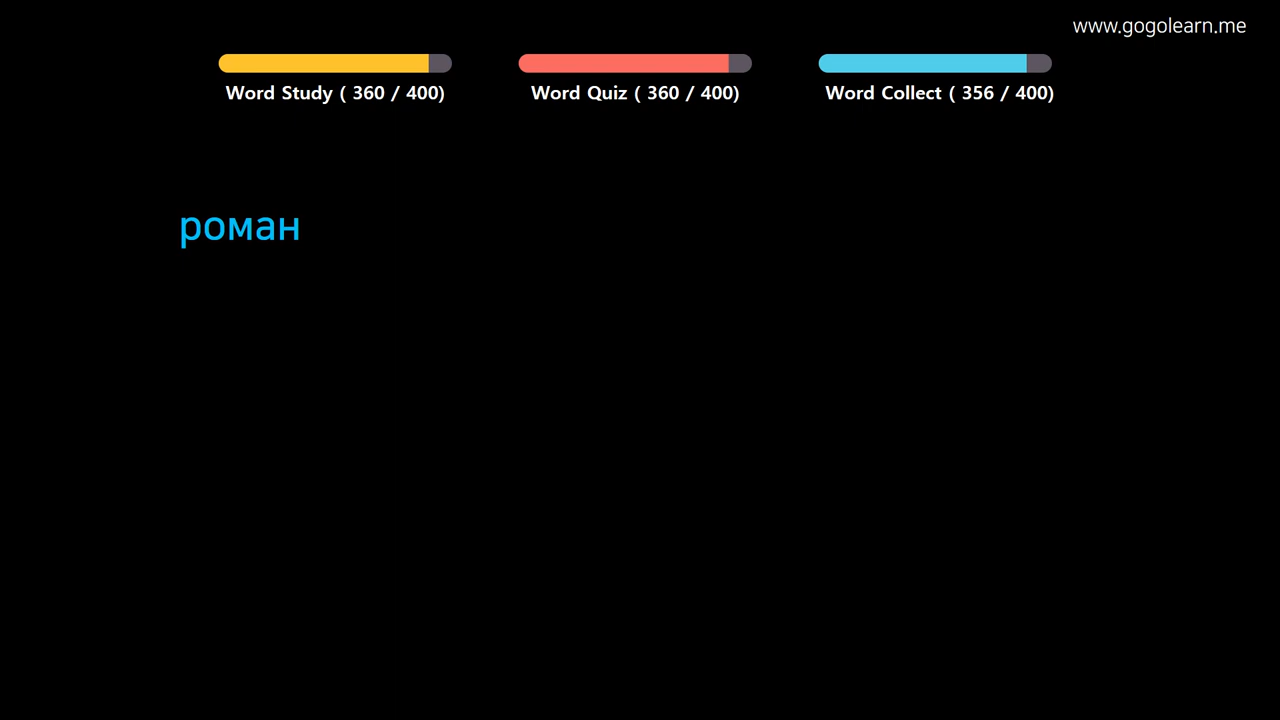 www.gogolearn.me
Word Study ( 360 / 400)
Word Quiz ( 360 / 400)
Word Collect ( 356 / 400)
роман